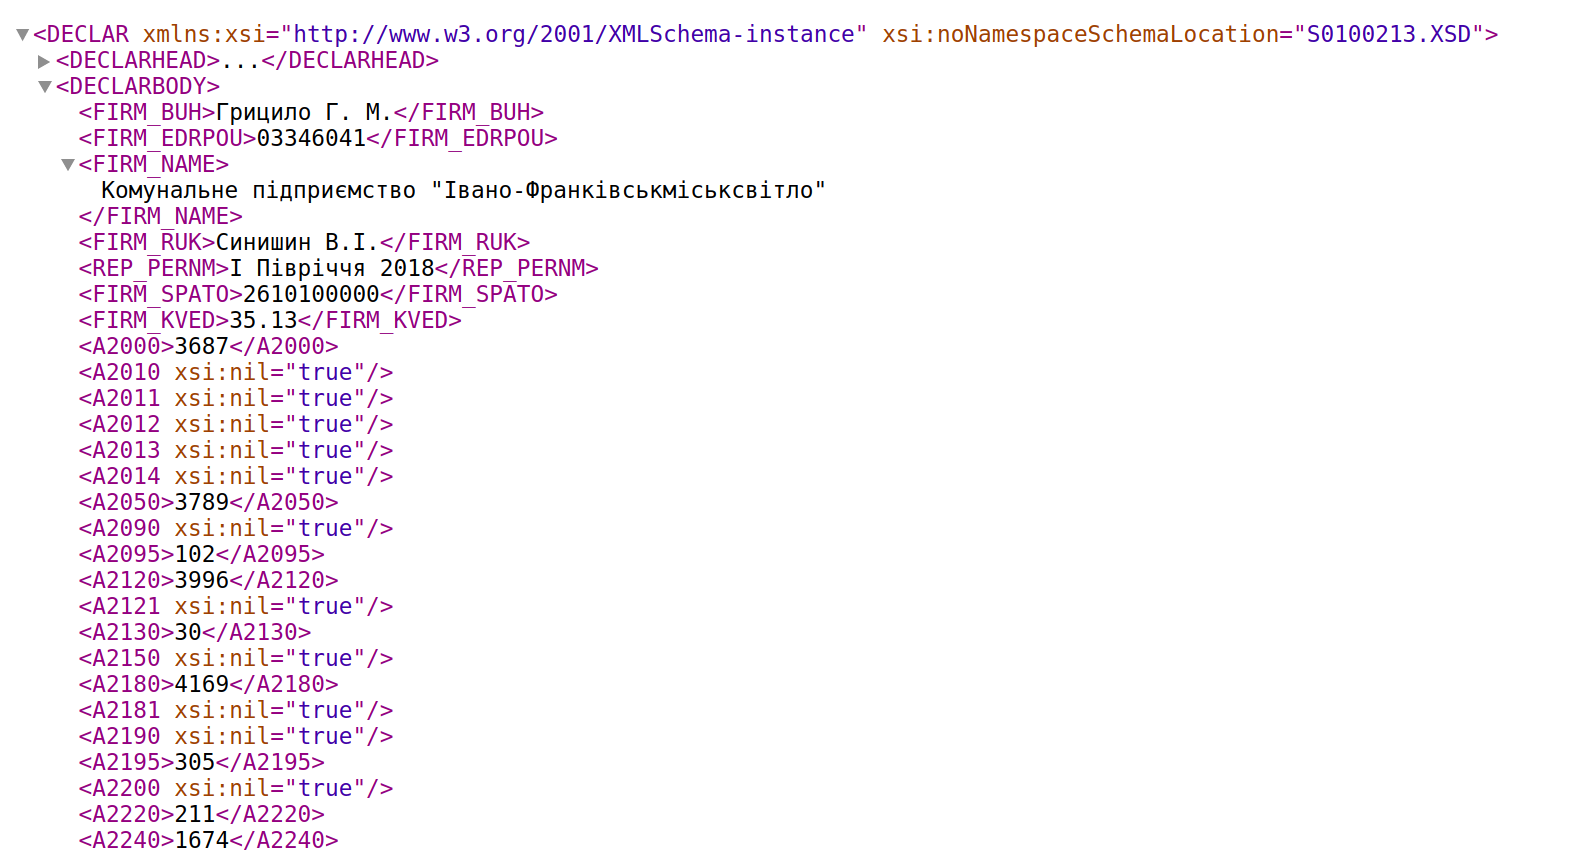 <DECLAR xmlns:xsi="http://www.w3.org/2001/XMLSchema-instance" xsi:noNamespaceSchemaLocation="S0100213.XSD">
<DECLARHEAD>...</DECLARHEAD>
<DECLARBODY>
<FIRM_BUH>Грицило Г. М.</FIRM_BUH>
<FIRM_EDRPOU>03346041</FIRM_EDRPOU>
<FIRM_NAME>
Комунальне підприємство "Івано-Франківськміськсвітло"
</FIRM_NAME>
<FIRM_RUK>Синишин В.І.</FIRM_RUK>
<REP_PERNM>І Півріччя 2018</REP_PERNM>
<FIRM_SPATO>2610100000</FIRM_SPATO>
<FIRM_KVED>35.13</FIRM_KVED>
<A2000>3687</A2000>
<A2010 xsi:nil="true"/>
<A2011 xsi:nil="true"/>
<A2012 xsi:nil="true"/>
<A2013 xsi:nil="true"/>
<A2014 xsi:nil="true"/>
<A2050>3789</A2050>
<A2090 xsi:nil="true"/>
<A2095>102</A2095>
<A2120>3996</A2120>
<A2121 xsi:nil="true"/>
<A2130>30</A2130>
<A2150 xsi:nil="true"/>
<A2180>4169</A2180>
<A2181 xsi:nil="true"/>
<A2190 xsi:nil="true"/>
<A2195>305</A2195>
<A2200 xsi:nil="true"/>
<A2220>211</A2220>
<A2240>1674</A2240>